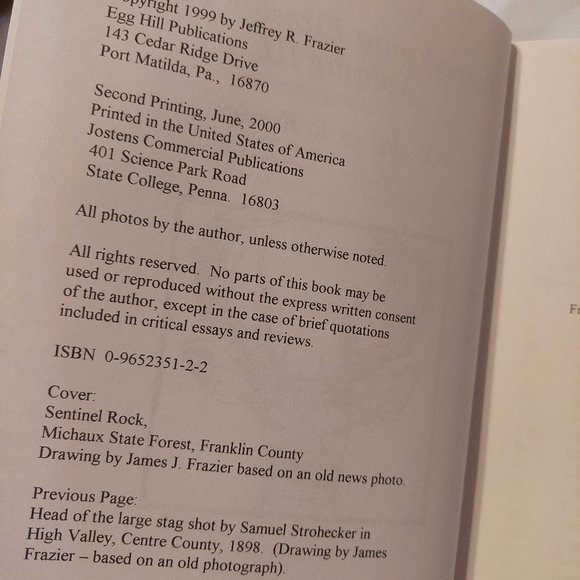 Copyright 1999 by Jeffrey R. Frazier
Egg Hill Publications
143 Cedar Ridge Drive
Port Matilda, Pa., 16870
Second Printing, June, 2000
Printed in the United States of America
Jostens Commercial Publications
401 Science Park Road
State College, Penna. 16803
All photos by the author, unless otherwise noted.
All rights reserved. No parts of this book may be
used or reproduced without the express written consent
of the author, except in the case of brief quotations
included in critical essays and reviews.
ISBN 0-9652351-2-2
Cover:
Sentinel Rock,
Michaux State Forest, Franklin County
Drawing by James J. Frazier based on an old news photo.
Previous Page:
Head of the large stag shot by Samuel Strohecker in
High Valley, Centre County, 1898. (Drawing by James
Frazier – based on an old photograph).